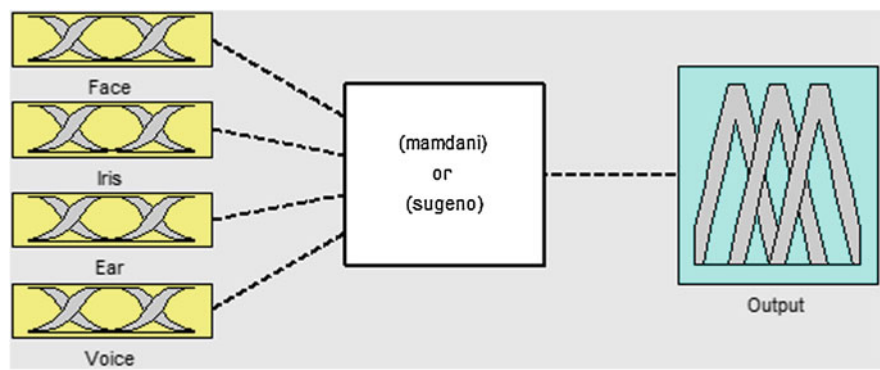 Face
Iris
Ear
Voice
(mamdani)
or
(sugeno)
Output